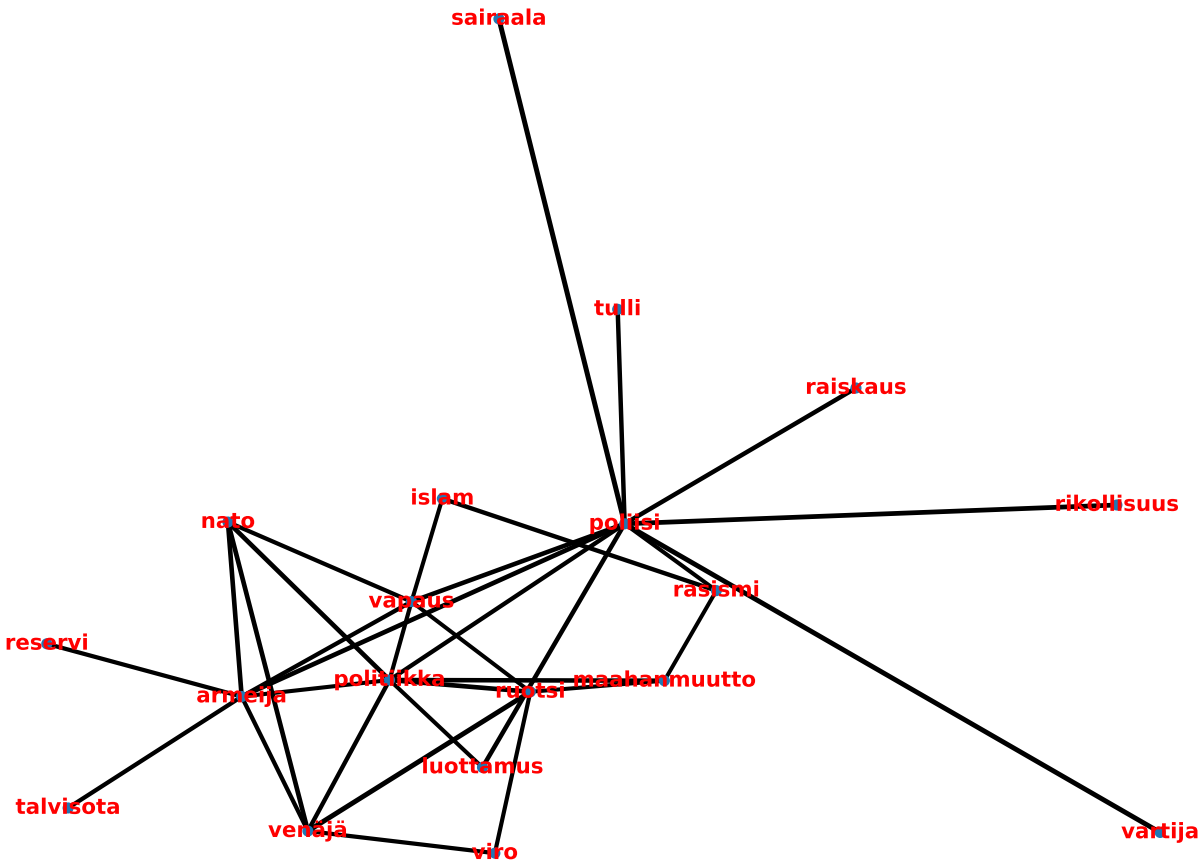 sairaala
tulli
raiskaus
islam
rikollisuus
nato
poliisi
rasismi
vapaus
reservi
politiikka
maahanmuutto
armeija
ruotsi
luottamus
talvisota
venäjä
vartija
viro